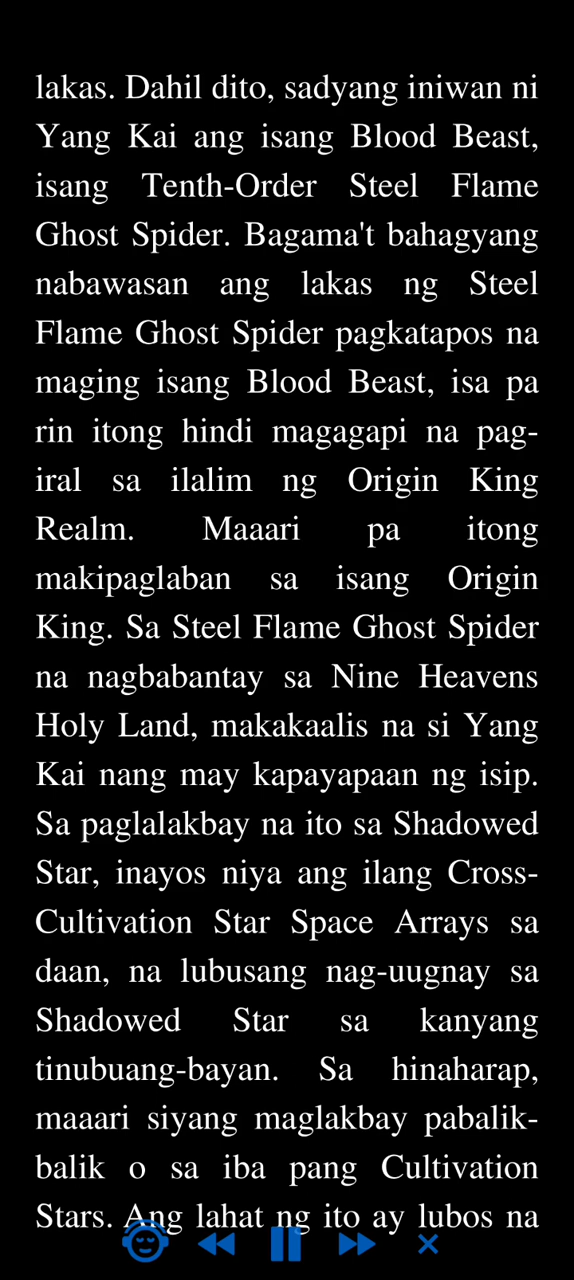 lakas. Dahil dito, sadyang iniwan ni
Yang Kai ang isang Blood Beast,
isang Tenth-Order Steel Flame
Ghost Spider. Bagama't bahagyang
nabawasan ang lakas ng Steel
Flame Ghost Spider pagkatapos na
maging isang Blood Beast, isa pa
rin itong hindi magagapi na pag-
iral sa ilalim ng Origin King
Realm. Maaari pa itong
makipaglaban sa isang Origin
King. Sa Steel Flame Ghost Spider
na nagbabantay sa Nine Heavens
Holy Land, makakaalis na si Yang
Kai nang may kapayapaan ng isip.
Sa paglalakbay na ito sa Shadowed
Star, inayos niya ang ilang Cross-
Cultivation Star Space Arrays sa
daan, na lubusang nag-uugnay sa
Shadowed Star sa kanyang
tinubuang-bayan. Sa hinaharap,
maaari siyang maglakbay pabalik-
balik o sa iba pang Cultivation
Stars. Ang lahat ng ito ay lubos na